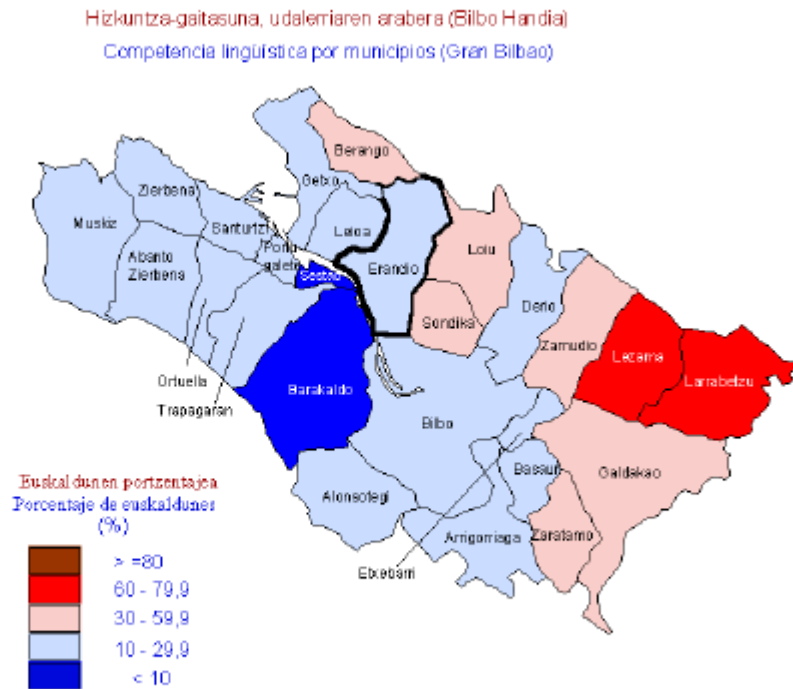 Hizkuntza-gaitasuna, udalerriaren arabera (Bilbo Handia)
Competencia lingüística por municipios (Gran Bilbao)
Berango
Getxo
Zierbena
Muskiz
Santurtzi
Leioa
Abanto
Zierbena
Portu
galete
Sestao
Erandio
Loiu
Derio
Sondika
Zamudio
Lezama
Larrabetzu
Ortuella
Trapagaran
Barakaldo
Bilbo
Basauri
Galdakao
Alonsotegi
Arrigorriaga
Zaratamo
Etxebarri
Euskaldunen portzentajea
Porcentaje de euskaldunes
(%)
> =80
60 - 79,9
30 - 59,9
10 - 29,9
< 10